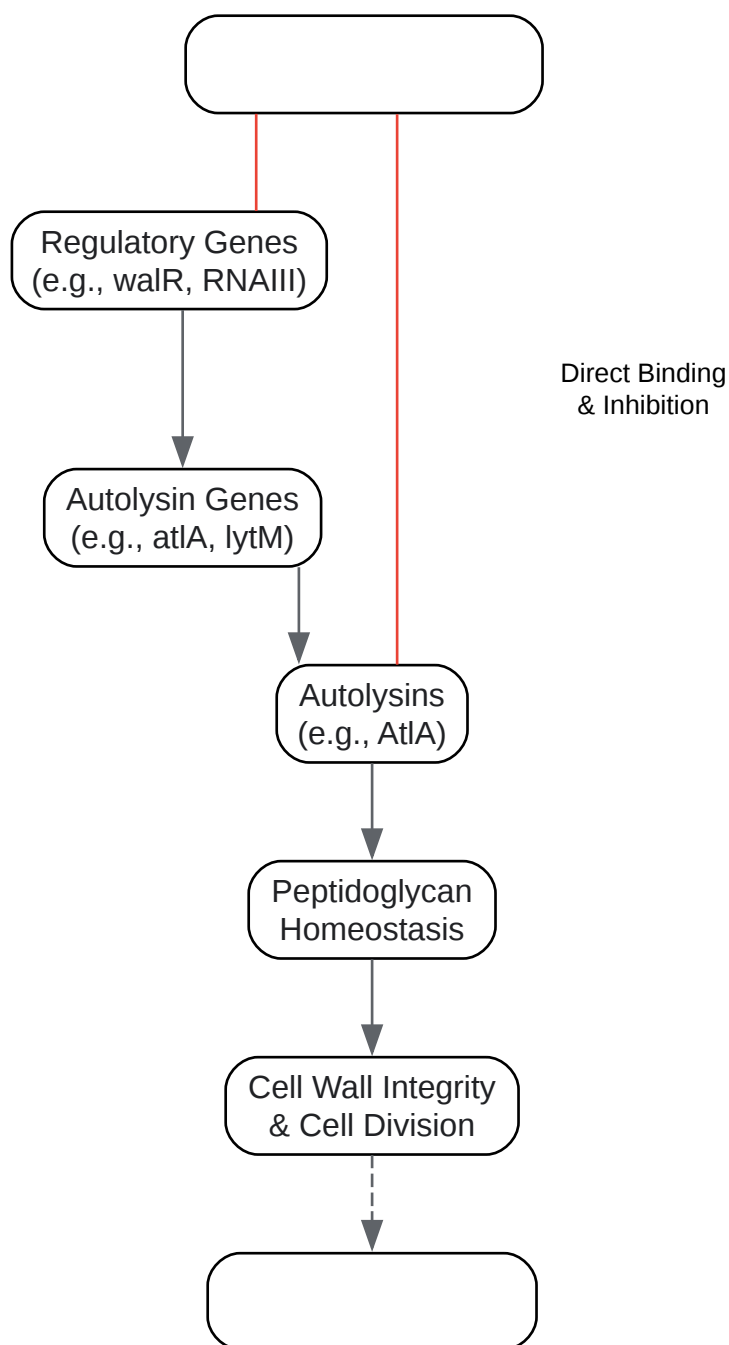 Regulatory Genes
(e.g., walR, RNAIII)
Direct Binding
& Inhibition
Autolysin Genes
(e.g., atlA, lytM)
Autolysins
(e.g., AtlA)
Peptidoglycan
Homeostasis
Cell Wall Integrity
& Cell Division